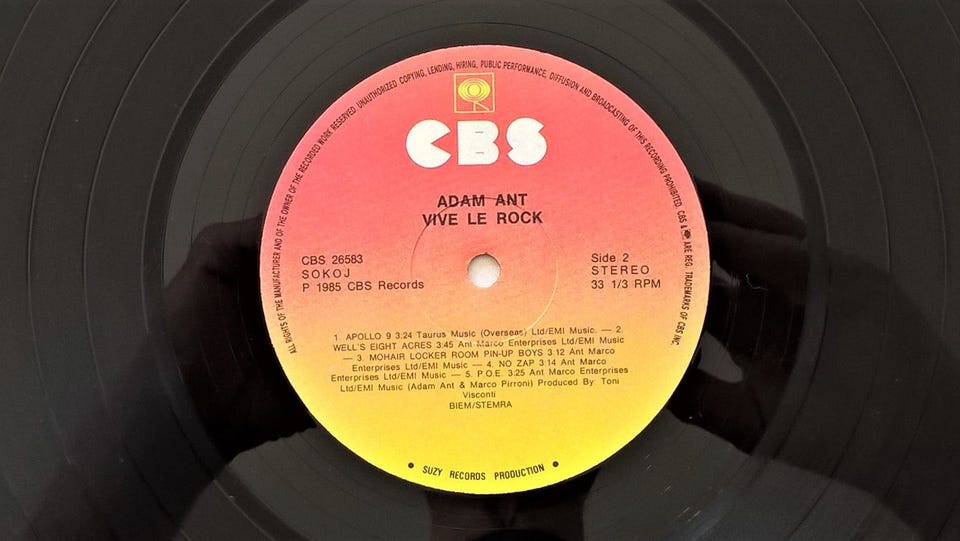 ALL RIGHTS OF THE MANUFACTURER AND OF THE OWNER OF THE RECORDED WORK RESERVED. UNAUTHORIZED COPYING, LENDING, HIRING, PUBLIC PERFORMANCE, DIFFUSION AND BROADCASTING OF THIS RECORDING PROHIBITED. CBS & ARE REG. TRADEMARKS OF CBS INC
CBS
ADAM ANT
VIVE LE ROCK
CBS 26583
SOKOJ
P 1985 CBS Records
Side 2
STEREO
33 1/3 RPM
1. APOLLO 9 3:24 Taurus Music (Overseas) Ltd/EMI Music. — 2.
WELL'S EIGHT ACRES 3:45 Ant Marco Enterprises Ltd/EMI Music
— 3. MOHAIR LOCKER ROOM PIN-UP BOYS 3:12 Ant Marco
Enterprises Ltd/EMI Music — 4. NO ZAP 3:14 Ant Marco
Enterprises Ltd/EMI Music — 5. P.O.E. 3:25 Ant Marco Enterprises
Ltd/EMI Music (Adam Ant & Marco Pirroni) Produced By: Toni
Visconti
BIEM/STEMRA
• SUZY RECORDS PRODUCTION •